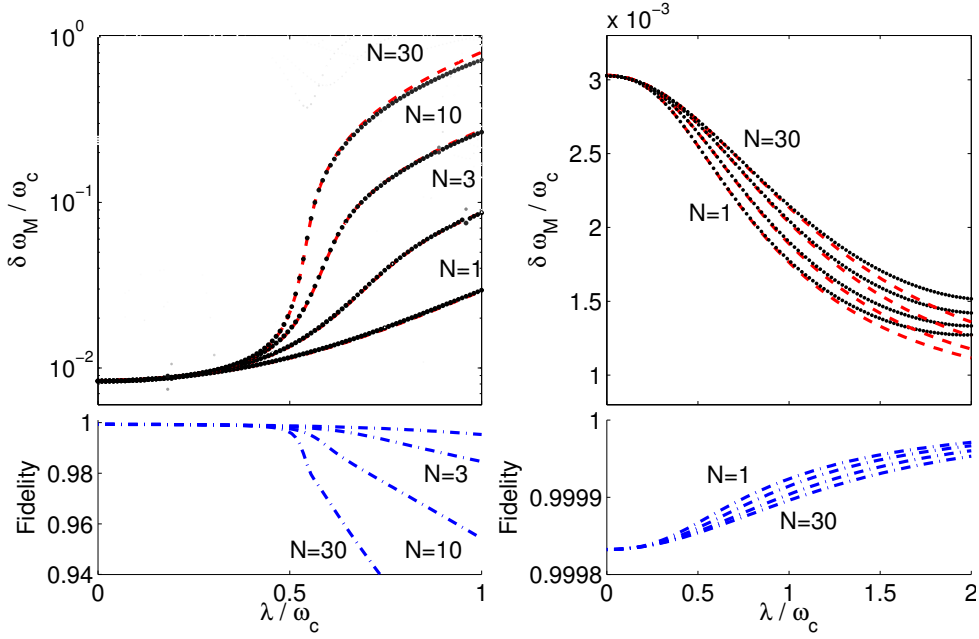 10^0
N=30
N=10
N=3
N=1
10^-1
10^-2
δ ω_M / ω_c
x 10^-3
3
2.5
2
1.5
1
N=30
N=1
δ ω_M / ω_c
1
0.98
0.96
0.94
Fidelity
N=3
N=30
N=10
0
0.5
1
λ / ω_c
0.9999
0.9998
Fidelity
N=1
N=30
0
0.5
1
1.5
2
λ / ω_c